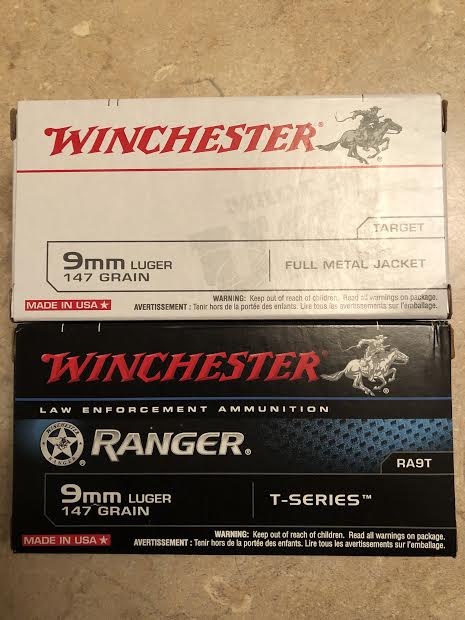 WINCHESTER®
TARGET
9mm LUGER
147 GRAIN
FULL METAL JACKET
MADE IN USA ★
WARNING: Keep out of reach of children. Read all warnings on package.
AVERTISSEMENT : Tenir hors de la portée des enfants. Lire tous les avertissements sur l'emballage.
WINCHESTER
LAW ENFORCEMENT AMMUNITION
WINCHESTER
RANGER
RANGER®
RA9T
9mm LUGER
147 GRAIN
T-SERIES™
MADE IN USA ★
WARNING: Keep out of reach of children. Read all warnings on package.
AVERTISSEMENT : Tenir hors de la portée des enfants. Lire tous les avertissements sur l'emballage.